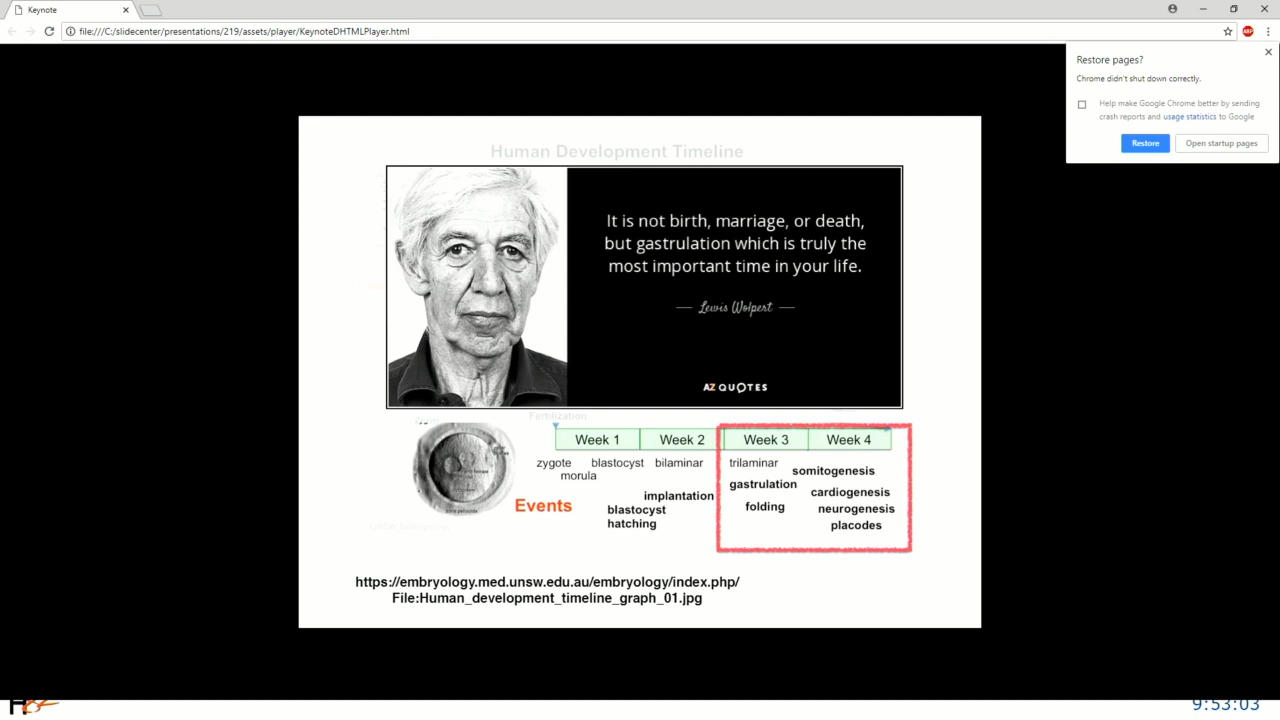 Keynote
file:///C:/slidecenter/presentations/219/assets/player/KeynoteDHTMLPlayer.html
ABP
Restore pages?
Chrome didn't shut down correctly.
Help make Google Chrome better by sending
crash reports and usage statistics to Google
Restore
Open startup pages
Human Development Timeline
It is not birth, marriage, or death,
but gastrulation which is truly the
most important time in your life.
Lewis Wolpert
AZ QUOTES
Fertilization
Week 1
Week 2
Week 3
Week 4
zygote
blastocyst
bilaminar
trilaminar
morula
somitogenesis
gastrulation
cardiogenesis
implantation
Events
blastocyst
folding
neurogenesis
hatching
placodes
https://embryology.med.unsw.edu.au/embryology/index.php/
File:Human_development_timeline_graph_01.jpg
9:53:03